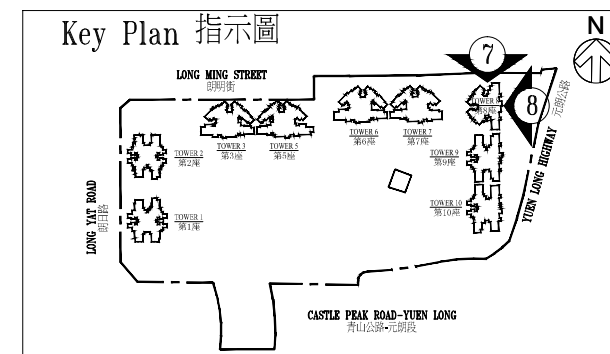 Key Plan 指示圖
N
LONG MING STREET
朗明街
7
8
元朗公路
YUEN LONG HIGHWAY
TOWER 8
第8座
TOWER 6
第6座
TOWER 7
第7座
TOWER 3
第3座
TOWER 5
第5座
TOWER 2
第2座
TOWER 9
第9座
TOWER 10
第10座
TOWER 1
第1座
LONG YAT ROAD
朗日路
CASTLE PEAK ROAD-YUEN LONG
青山公路-元朗段